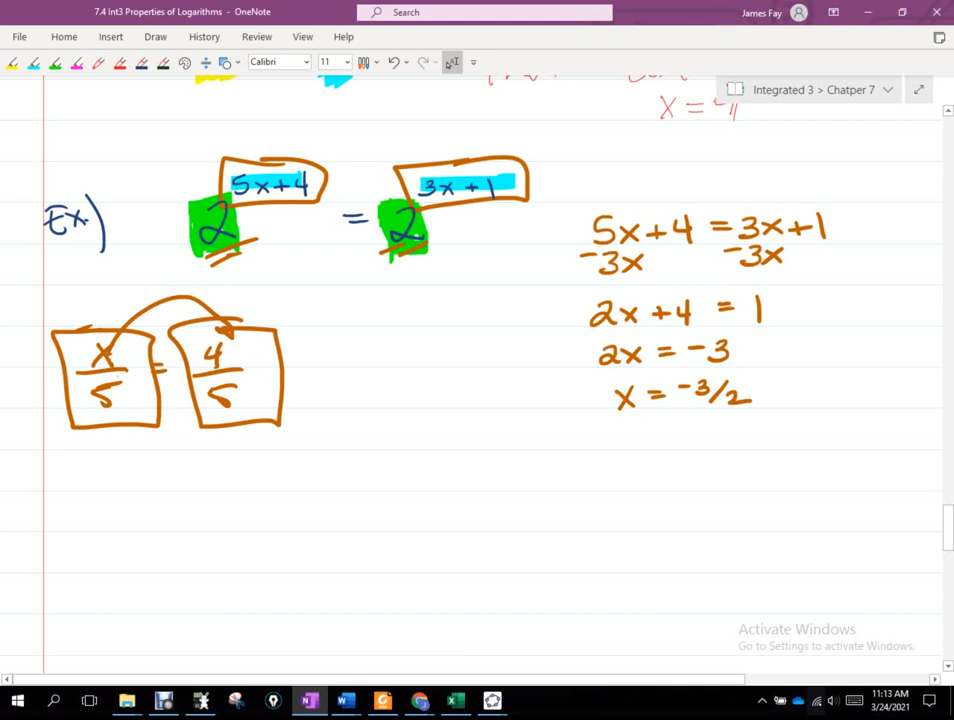 7.4 Int3 Properties of Logarithms - OneNote
Search
James Fay
File Home Insert Draw History Review View Help
Calibri 11
Integrated 3 > Chatper 7
x = -1
Ex) 2^{5x+4} = 2^{3x+1}
5x+4 = 3x+1
-3x -3x
2x+4 = 1
2x = -3
x = -3/2
x/5 = 4/5
Activate Windows
Go to Settings to activate Windows.
11:13 AM
3/24/2021